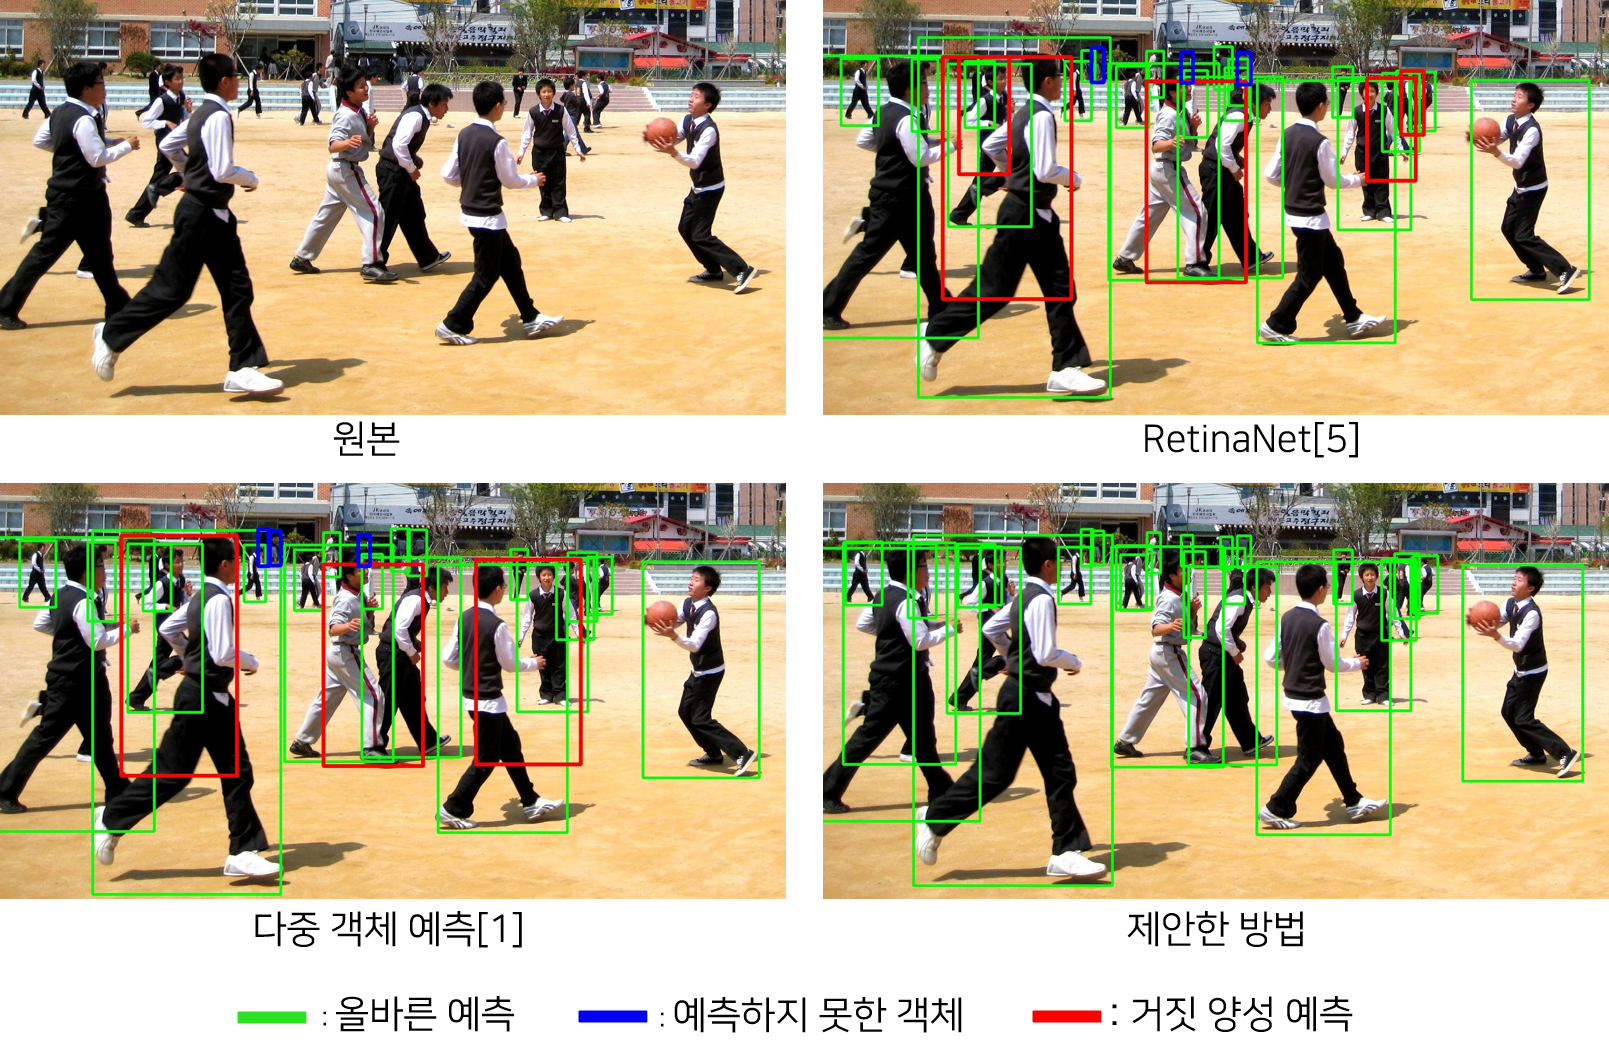 원본
RetinaNet[5]
다중 객체 예측[1]
제안한 방법
: 올바른 예측
: 예측하지 못한 객체
: 거짓 양성 예측